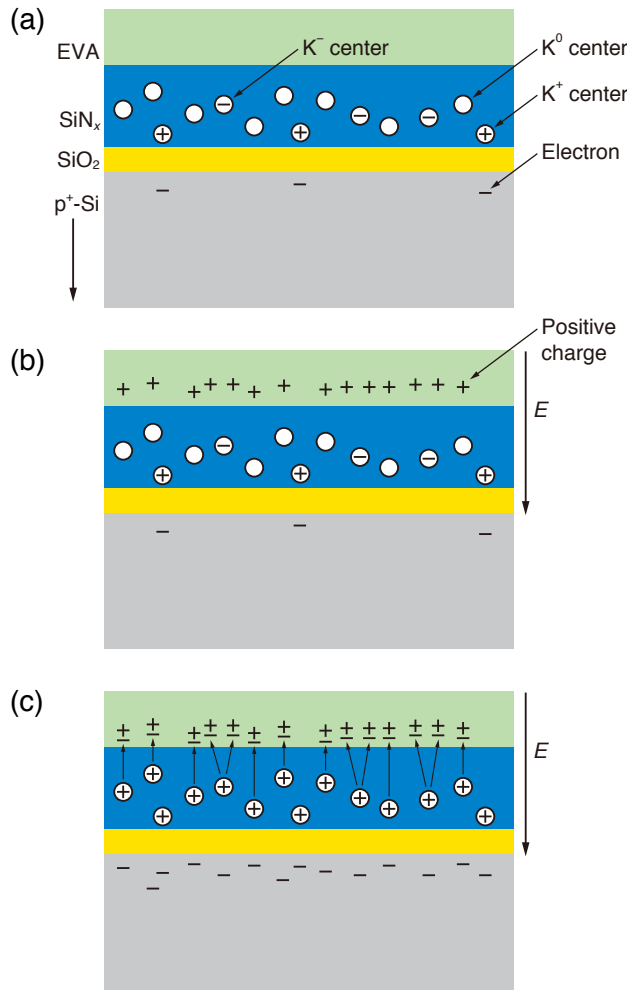 (a)
EVA
K⁻ center
K⁰ center
SiNₓ
K⁺ center
SiO₂
Electron
p⁺-Si
(b)
Positive
charge
E
(c)
E